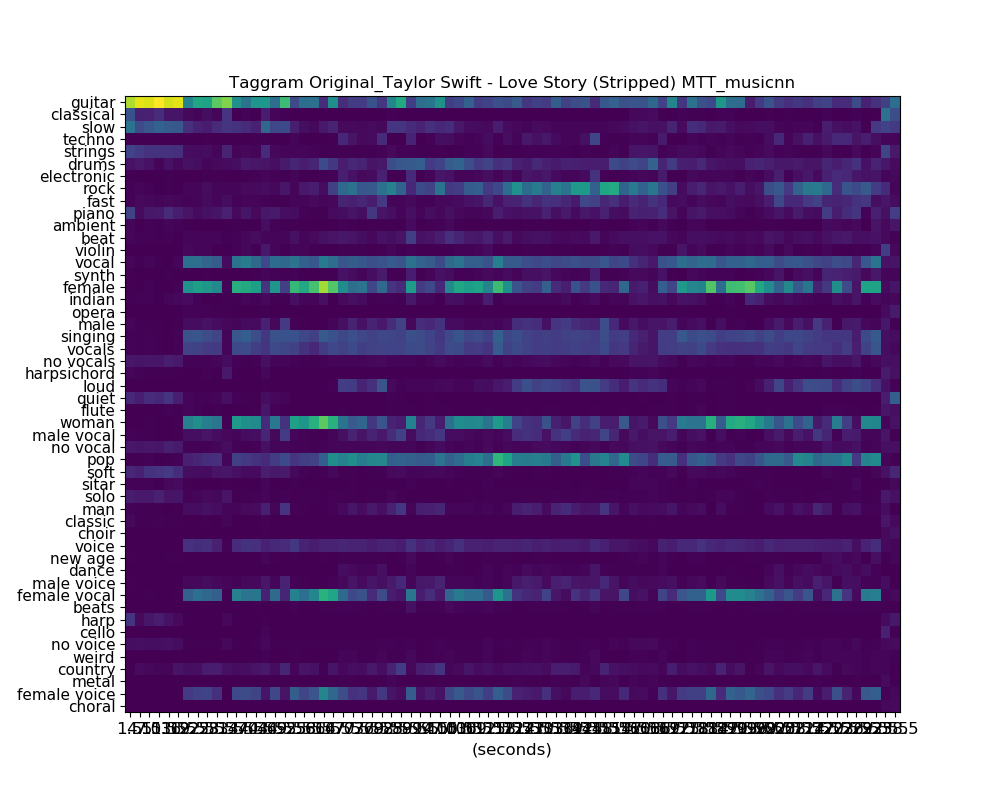 Taggram Original_Taylor Swift - Love Story (Stripped) MTT_musicnn
guitar
classical
slow
techno
strings
drums
electronic
rock
fast
piano
ambient
beat
violin
vocal
synth
female
indian
opera
male
singing
vocals
no vocals
harpsichord
loud
quiet
flute
woman
male vocal
no vocal
pop
soft
sitar
solo
man
classic
choir
voice
new age
dance
male voice
female vocal
beats
harp
cello
no voice
weird
country
metal
female voice
choral
(seconds)